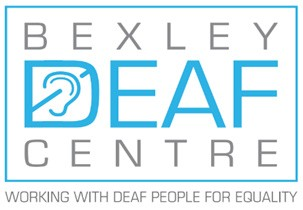 BEXLEY
DEAF
CENTRE
WORKING WITH DEAF PEOPLE FOR EQUALITY